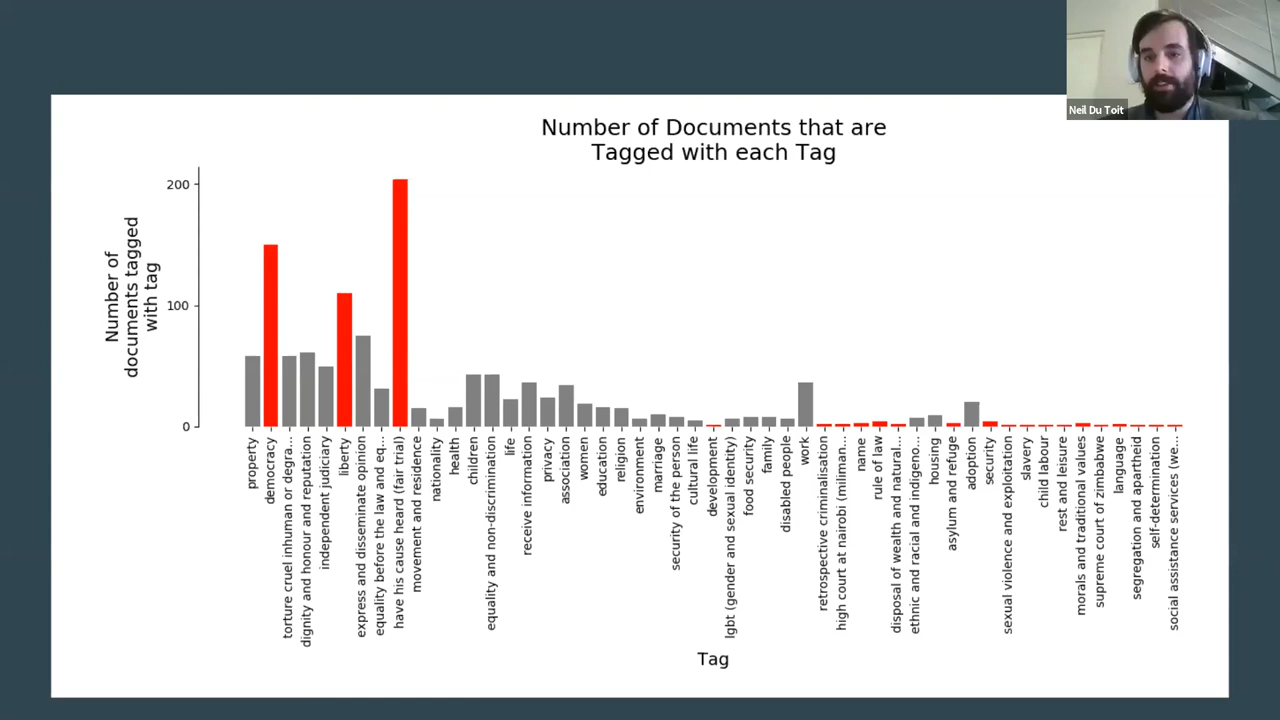 Neil Du Toit
Number of Documents that are
Tagged with each Tag
Number of
documents tagged
with tag
200
100
0
property
democracy
torture cruel inhuman or degra...
dignity and honour and reputation
independent judiciary
liberty
express and disseminate opinion
equality before the law and eq...
have his cause heard (fair trial)
movement and residence
nationality
health
children
equality and non-discrimination
life
receive information
privacy
association
women
education
religion
environment
marriage
security of the person
cultural life
development
lgbt (gender and sexual identity)
food security
family
disabled people
work
retrospective criminalisation
high court at nairobi (miliman...
name
rule of law
disposal of wealth and natural...
ethnic and racial and indigeno...
housing
asylum and refuge
adoption
security
sexual violence and exploitation
slavery
child labour
rest and leisure
morals and traditional values
supreme court of zimbabwe
language
segregation and apartheid
self-determination
social assistance services (we...
Tag